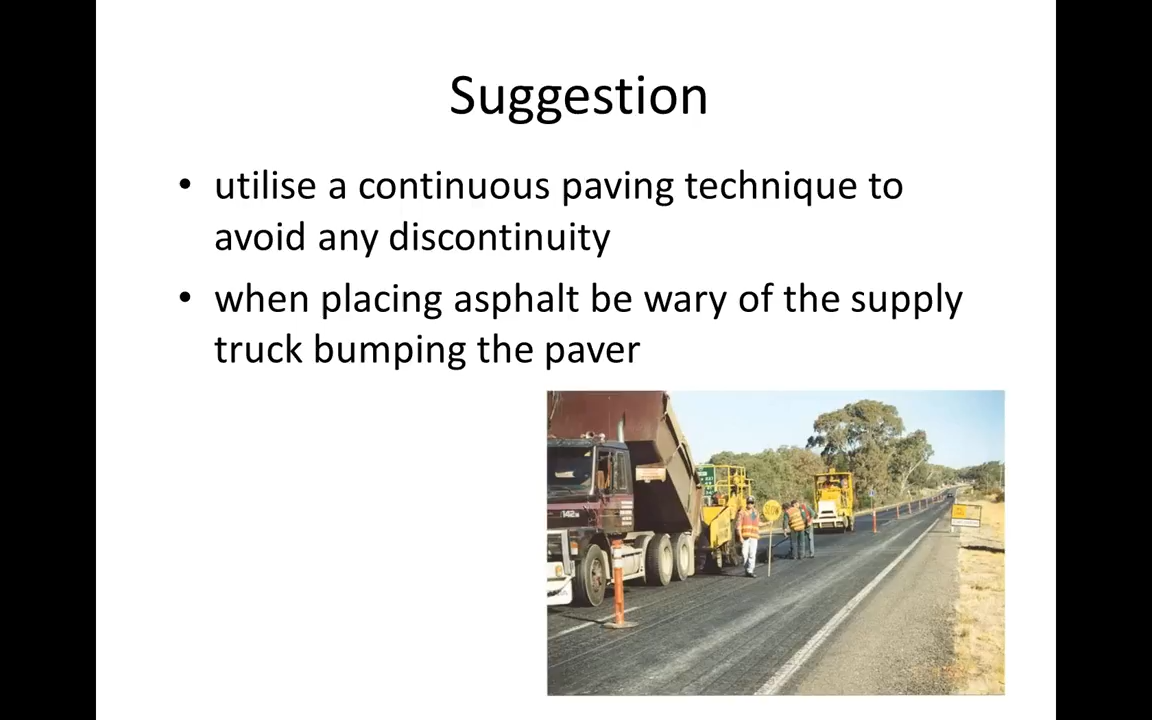 Suggestion
• utilise a continuous paving technique to
avoid any discontinuity
• when placing asphalt be wary of the supply
truck bumping the paver
142